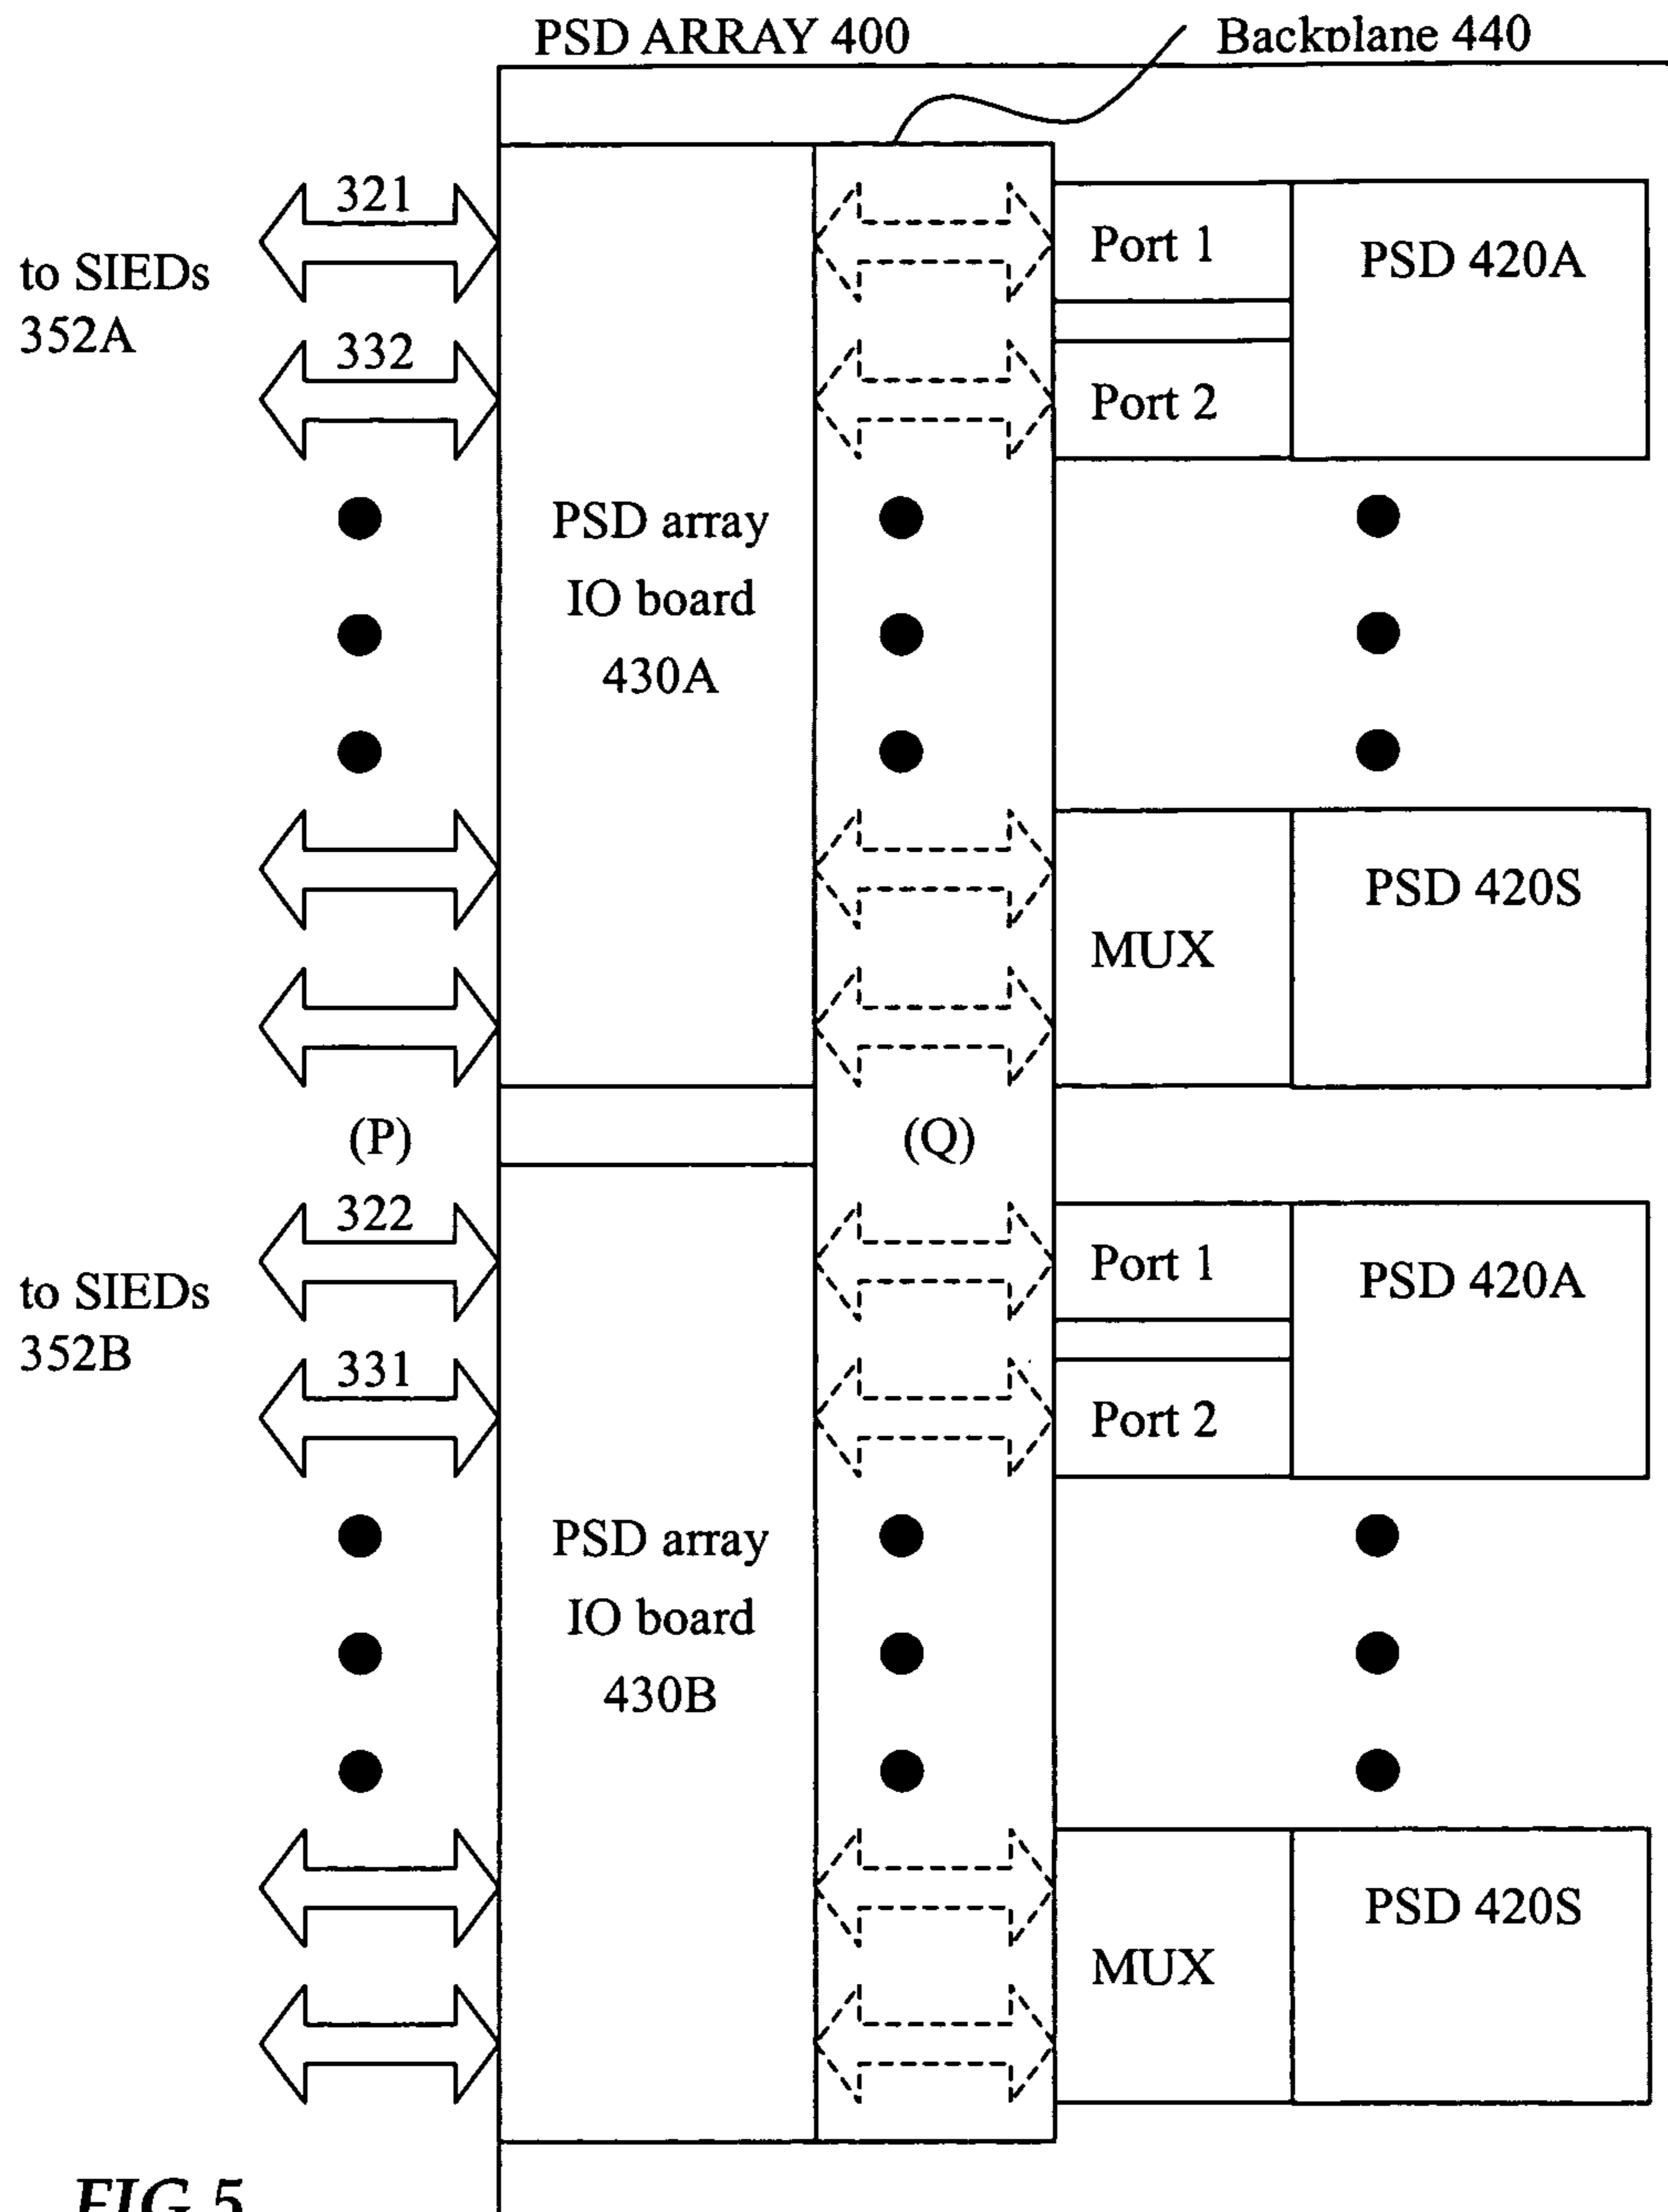 PSD ARRAY 400
Backplane 440
321
to SIEDs
352A
332
Port 1
PSD 420A
Port 2
PSD array
IO board
430A
PSD 420S
MUX
(P)
(Q)
322
to SIEDs
352B
331
Port 1
PSD 420A
Port 2
PSD array
IO board
430B
PSD 420S
MUX
FIG 5